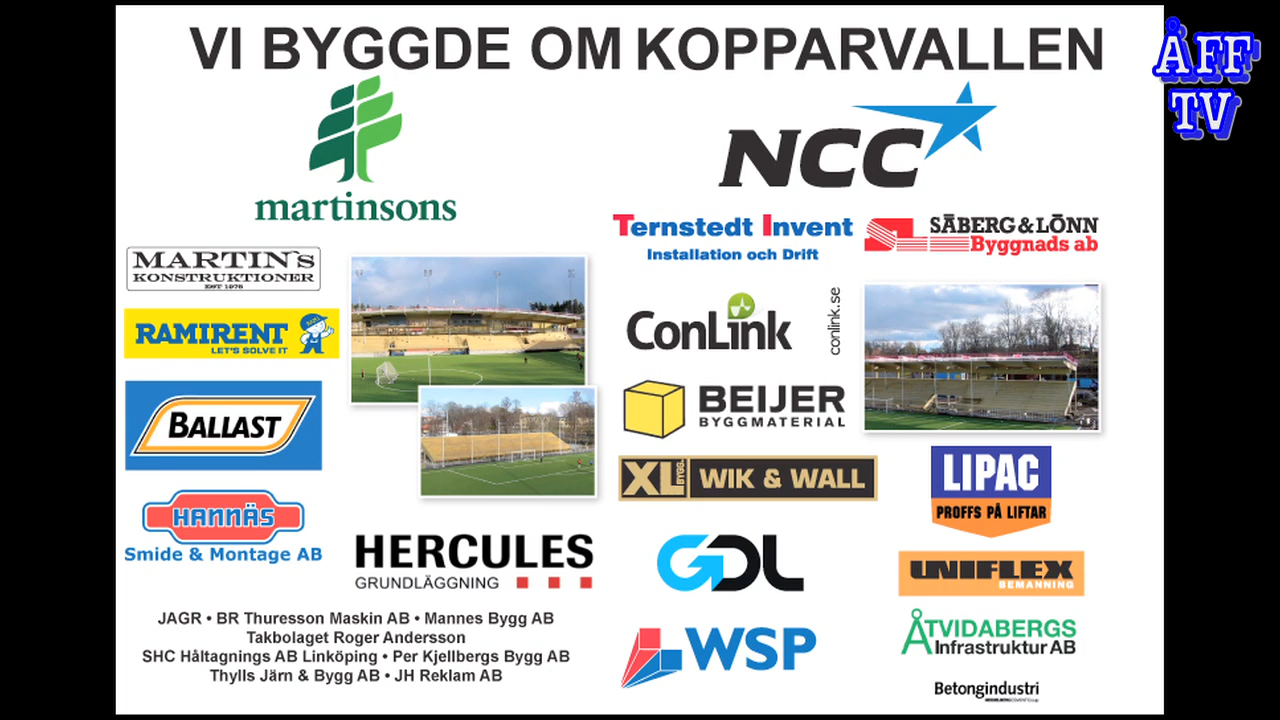 VI BYGGDE OM KOPPARVALLEN
ÅFF
TV
martinsons
NCC
Ternstedt Invent
Installation och Drift
SÄBERG & LÖNN
Byggnads ab
MARTIN'S
KONSTRUKTIONER
EST 1976
RAMIRENT
LET'S SOLVE IT
ConLink
conlink.se
BALLAST
BEIJER
BYGGMATERIAL
XL BYGG
WIK & WALL
LIPAC
PROFFS PÅ LIFTAR
HANNÄS
Smide & Montage AB
HERCULES
GRUNDLÄGGNING
GDL
UNIFLEX
BEMANNING
JAGR • BR Thuresson Maskin AB • Mannes Bygg AB
Takbolaget Roger Andersson
SHC Håltagnings AB Linköping • Per Kjellbergs Bygg AB
Thylls Järn & Bygg AB • JH Reklam AB
WSP
ÅTVIDABERGS
Infrastruktur AB
Betongindustri